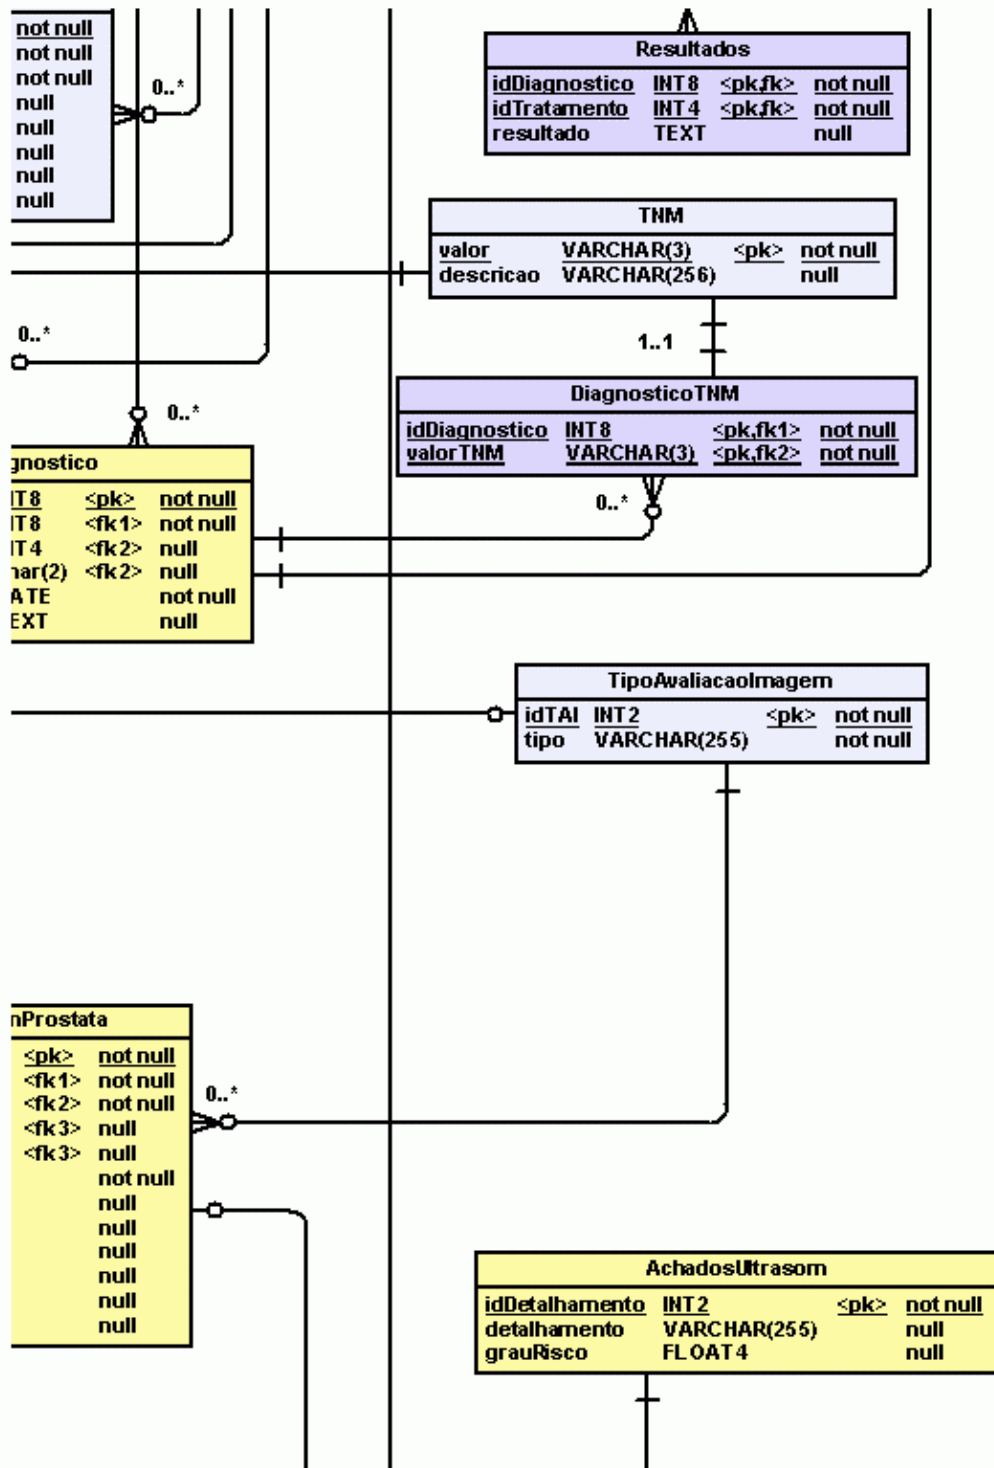 not null
not null
not null
null
null
null
null
null
0..*
Resultados
idDiagnostico INT8 <pk,fk> not null
idTratamento INT4 <pk,fk> not null
resultado TEXT null
TNM
valor VARCHAR(3) <pk> not null
descricao VARCHAR(256) null
0..*
1..1
0..*
DiagnosticoTNM
idDiagnostico INT8 <pk,fk1> not null
valorTNM VARCHAR(3) <pk,fk2> not null
0..*
gnostico
IT8 <pk> not null
IT8 <fk1> not null
IT4 <fk2> null
har(2) <fk2> null
ATE not null
EXT null
TipoAvaliacaoImagem
idTAI INT2 <pk> not null
tipo VARCHAR(255) not null
nProstata
<pk> not null
<fk1> not null
<fk2> not null
<fk3> null
<fk3> null
not null
null
null
null
null
null
null
0..*
AchadosUltrasom
idDetalhamento INT2 <pk> not null
detalhamento VARCHAR(255) null
grauRisco FLOAT4 null